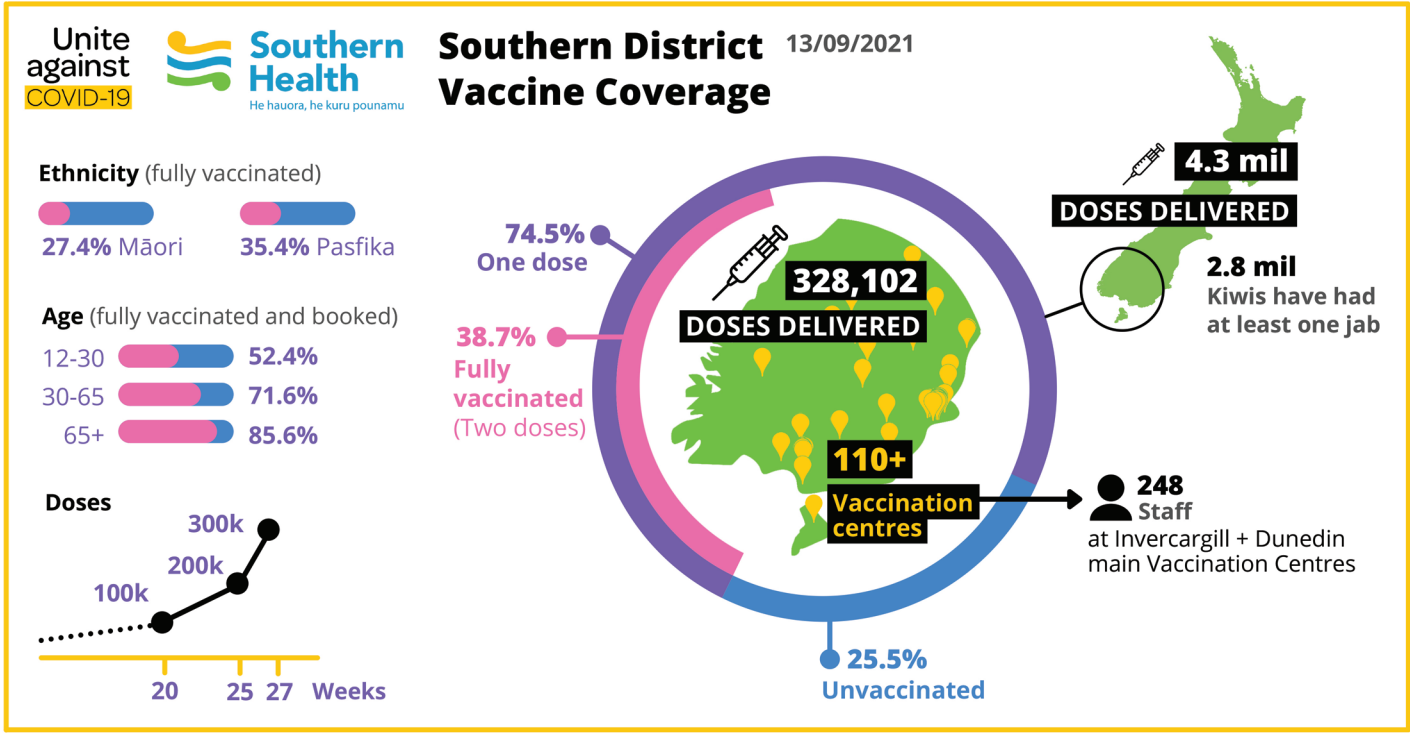 Unite
against
COVID-19
Southern
Health
He hauora, he kuru pounamu
Southern District
Vaccine Coverage
13/09/2021
Ethnicity (fully vaccinated)
27.4% Māori
35.4% Pasfika
Age (fully vaccinated and booked)
12-30 52.4%
30-65 71.6%
65+ 85.6%
Doses
300k
200k
100k
20 25 27 Weeks
74.5%
One dose
38.7%
Fully
vaccinated
(Two doses)
328,102
DOSES DELIVERED
110+
Vaccination
centres
25.5%
Unvaccinated
4.3 mil
DOSES DELIVERED
2.8 mil
Kiwis have had
at least one jab
248
Staff
at Invercargill + Dunedin
main Vaccination Centres